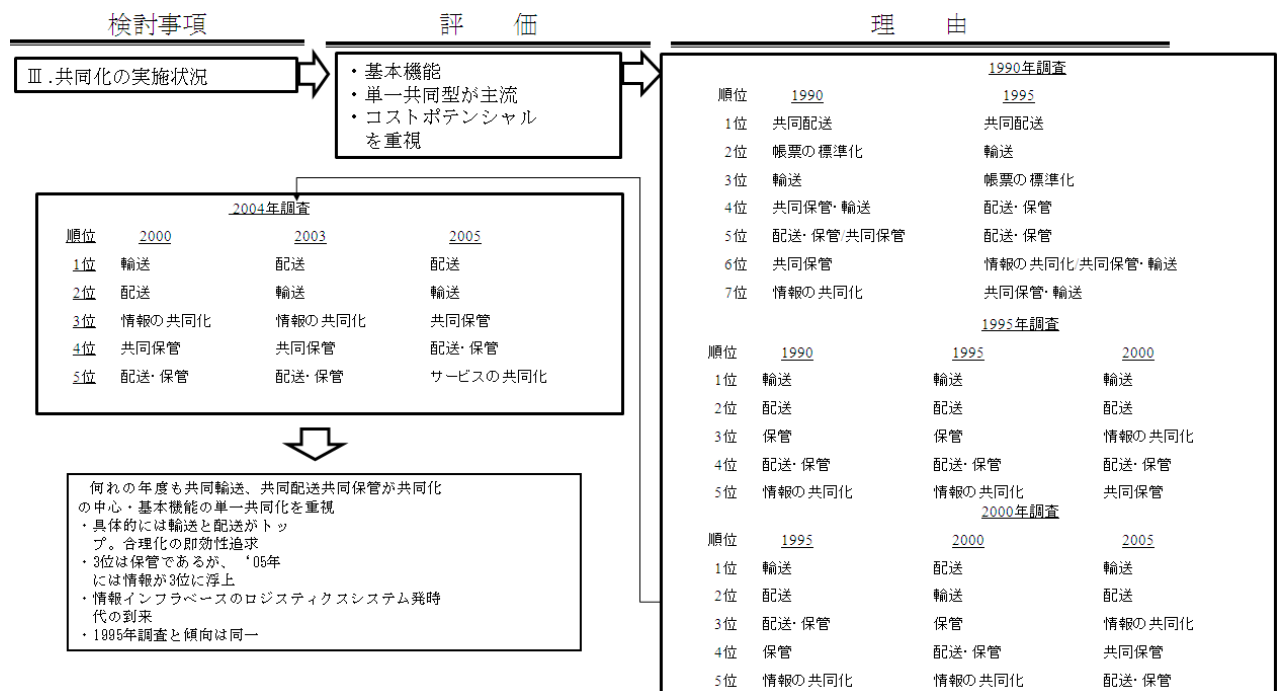 検討事項
評　価
理　由
Ⅲ.共同化の実施状況
・基本機能
・単一共同型が主流
・コストポテンシャル
を重視
1990年調査
順位 1990 1995
1位 共同配送 共同配送
2位 帳票の標準化 輸送
3位 輸送 帳票の標準化
4位 共同保管・輸送 配送・保管
5位 配送・保管/共同保管 配送・保管
6位 共同保管 情報の共同化/共同保管・輸送
7位 情報の共同化 共同保管・輸送
1995年調査
順位 1990 1995 2000
1位 輸送 輸送 輸送
2位 配送 配送 配送
3位 保管 保管 情報の共同化
4位 配送・保管 配送・保管 配送・保管
5位 情報の共同化 情報の共同化 共同保管
2000年調査
順位 1995 2000 2005
1位 輸送 配送 輸送
2位 配送 輸送 配送
3位 配送・保管 保管 情報の共同化
4位 保管 配送・保管 共同保管
5位 情報の共同化 情報の共同化 配送・保管
2004年調査
順位 2000 2003 2005
1位 輸送 配送 配送
2位 配送 輸送 輸送
3位 情報の共同化 情報の共同化 共同保管
4位 共同保管 共同保管 配送・保管
5位 配送・保管 配送・保管 サービスの共同化
何れの年度も共同輸送、共同配送共同保管が共同化
の中心・基本機能の単一共同化を重視
・具体的には輸送と配送がトッ
プ。合理化の即効性追求
・3位は保管であるが、‘05年
には情報が3位に浮上
・情報インフラベースのロジスティクスシステム発時
代の到来
・1995年調査と傾向は同一